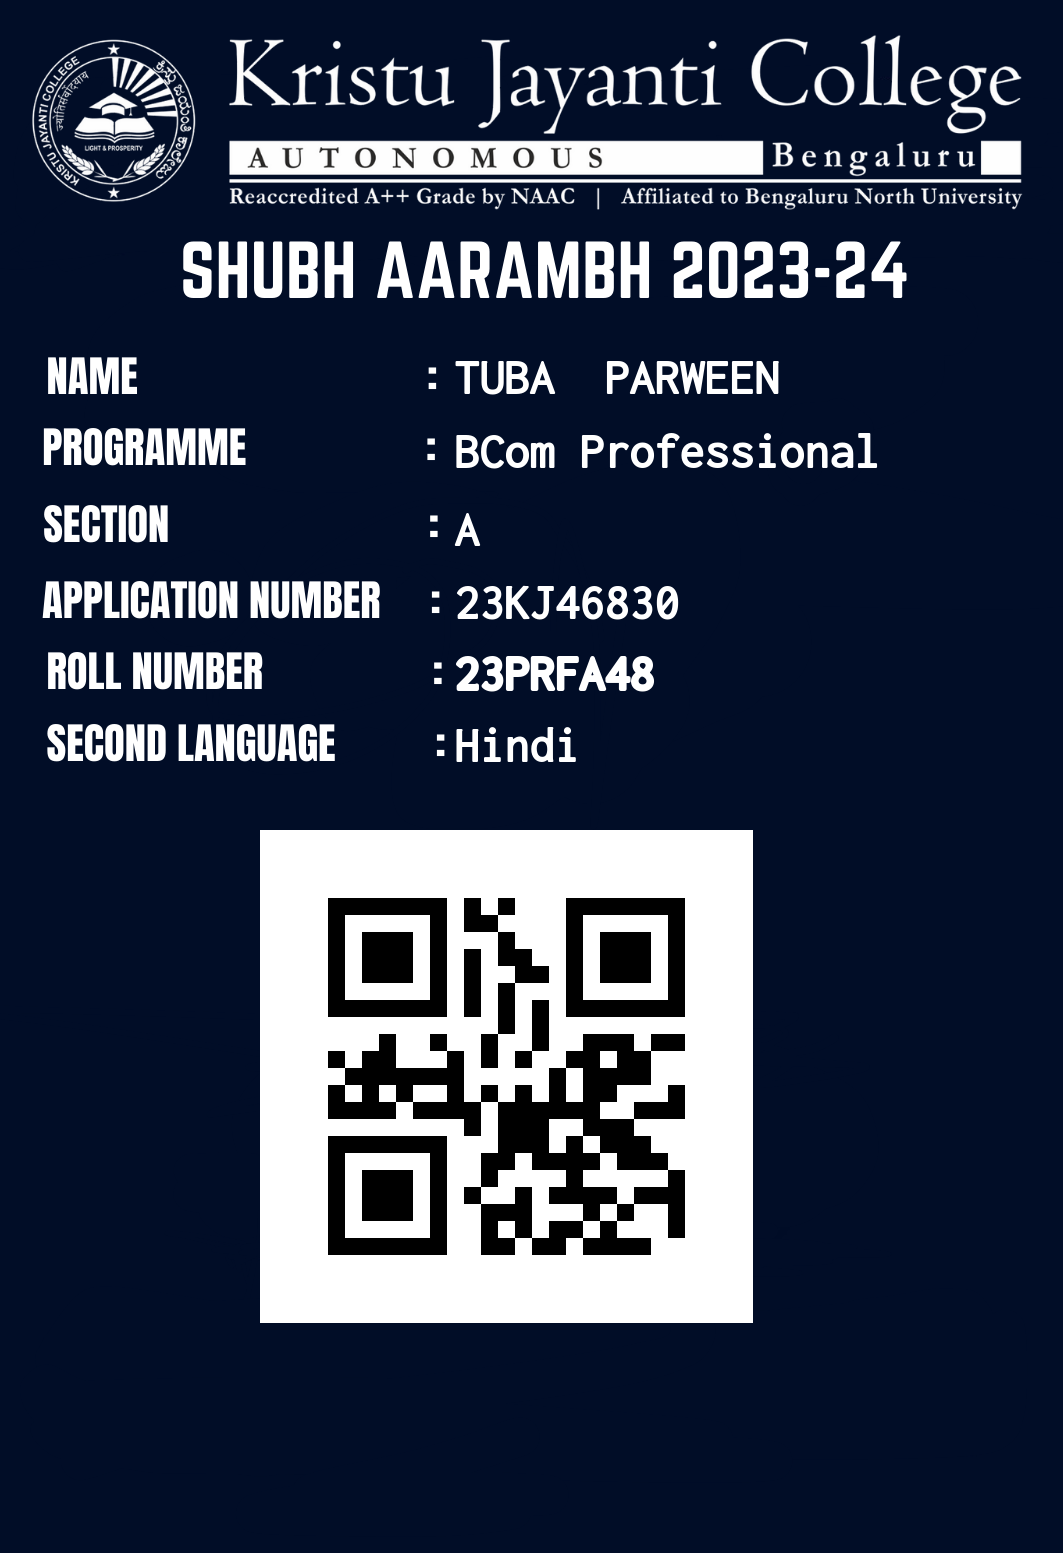 Kristu Jayanti College
AUTONOMOUS Bengaluru
Reaccredited A++ Grade by NAAC | Affiliated to Bengaluru North University
KRISTU JAYANTI COLLEGE
LIGHT & PROSPERITY
SHUBH AARAMBH 2023-24
NAME : TUBA PARWEEN
PROGRAMME : BCom Professional
SECTION : A
APPLICATION NUMBER : 23KJ46830
ROLL NUMBER : 23PRFA48
SECOND LANGUAGE : Hindi